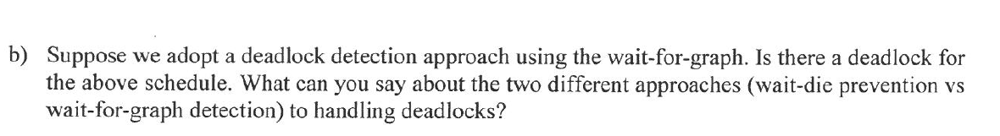 b) Suppose we adopt a deadlock detection approach using the wait-for-graph. Is there a deadlock for
the above schedule. What can you say about the two different approaches (wait-die prevention vs
wait-for-graph detection) to handling deadlocks?